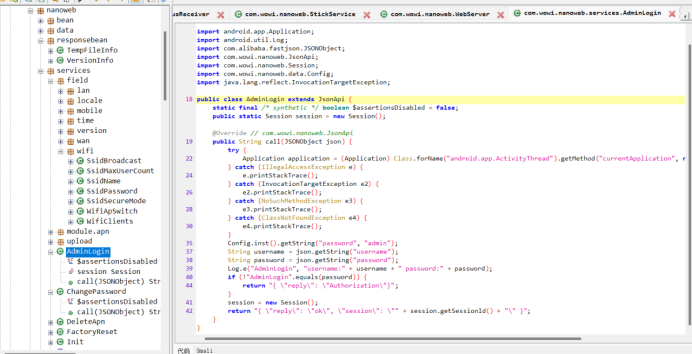 nanoweb
bean
data
responsebean
TempFileInfo
VersionInfo
services
field
lan
locale
mobile
time
version
wan
wifi
SsidBroadcast
SsidMaxUserCount
SsidName
SsidPassword
SsidSecureMode
WifiApSwitch
WifiClients
module.apn
upload
AdminLogin
$assertionsDisabled
session Session
call(JSONObject) Str
ChangePassword
$assertionsDisabled
call(JSONObject) Str
DeleteApn
FactoryReset
Init
usReceiver com.wowi.nanoweb.StickService com.wowi.nanoweb.WebServer com.wowi.nanoweb.services.AdminLogin
import android.app.Application;
import android.util.Log;
import com.alibaba.fastjson.JSONObject;
import com.wowi.nanoweb.JsonApi;
import com.wowi.nanoweb.Session;
import com.wowi.nanoweb.data.Config;
import java.lang.reflect.InvocationTargetException;
18 public class AdminLogin extends JsonApi {
static final /* synthetic */ boolean $assertionsDisabled = false;
public static Session session = new Session();
@Override // com.wowi.nanoweb.JsonApi
19 public String call(JSONObject json) {
try {
22 Application application = (Application) Class.forName("android.app.ActivityThread").getMethod("currentApplication", n
} catch (IllegalAccessException e) {
24 e.printStackTrace();
} catch (InvocationTargetException e2) {
26 e2.printStackTrace();
} catch (NoSuchMethodException e3) {
28 e3.printStackTrace();
} catch (ClassNotFoundException e4) {
30 e4.printStackTrace();
}
35 Config.inst().getString("password", "admin");
37 String username = json.getString("username");
38 String password = json.getString("password");
39 Log.e("AdminLogin", "username:" + username + " password:" + password);
40 if (!"AdminLogin".equals(password)) {
44 return "{ \"reply\": \"Authorization\"}";
}
41 session = new Session();
42 return "{ \"reply\": \"ok\", \"session\": \"" + session.getSessionId() + "\" }";
}
}
代码 Smali